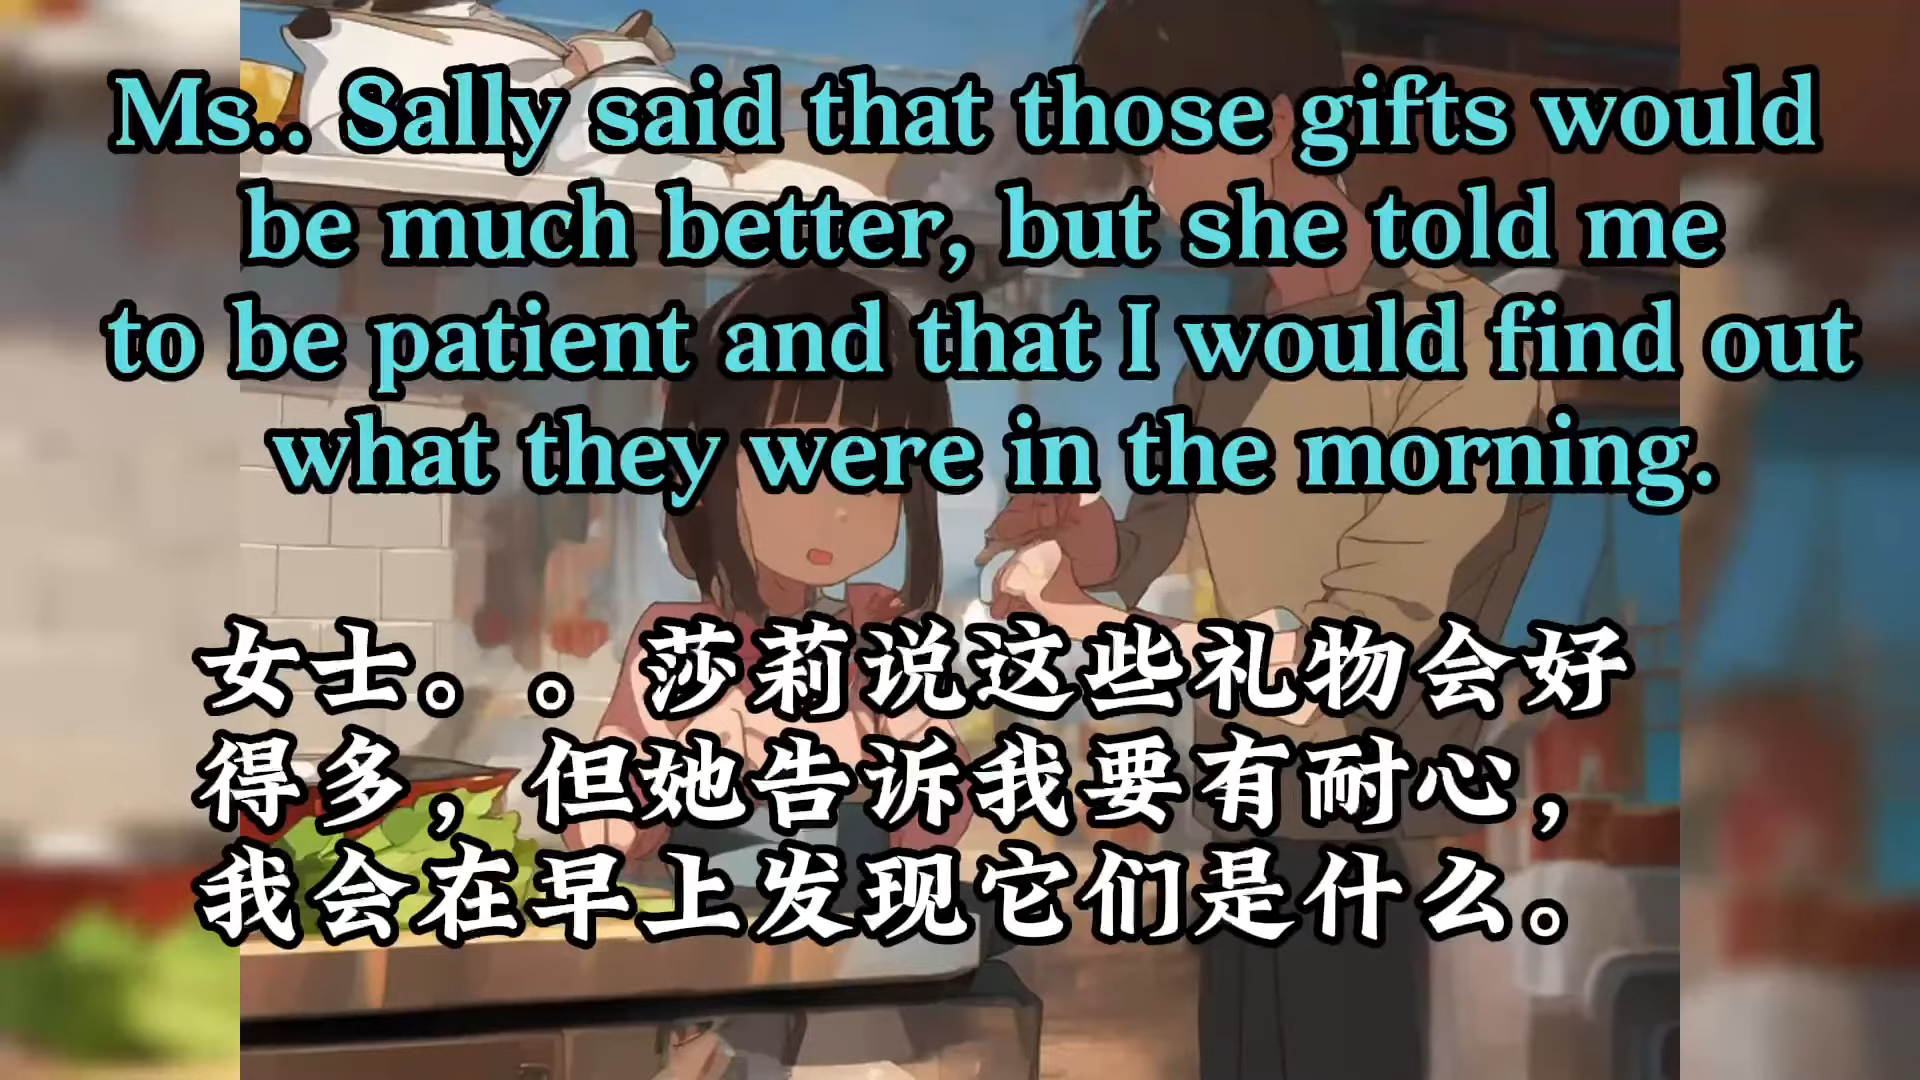 Ms.. Sally said that those gifts would
be much better, but she told me
to be patient and that I would find out
what they were in the morning.
女士。。莎莉说这些礼物会好
得多，但她告诉我要有耐心，
我会在早上发现它们是什么。